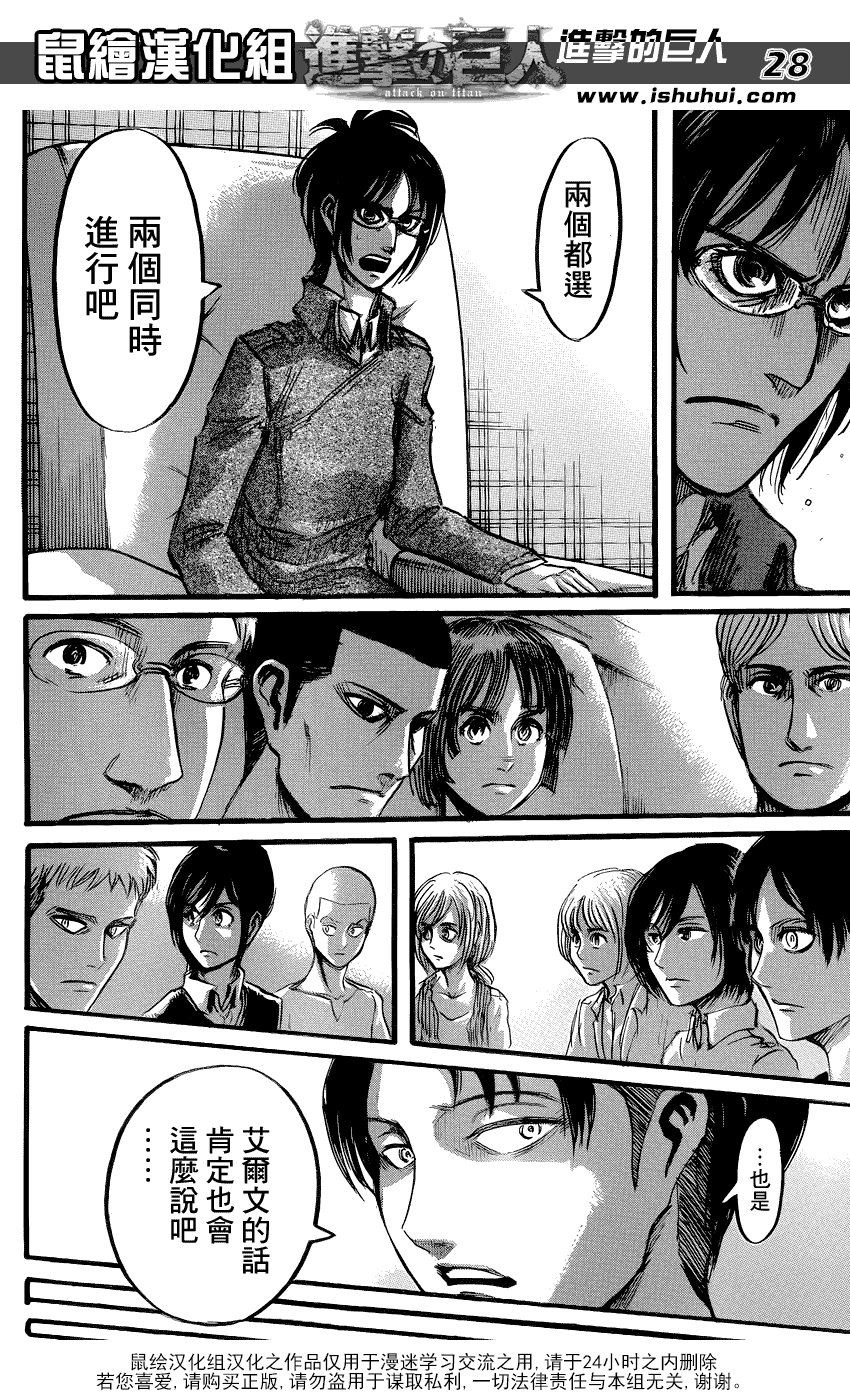 鼠繪漢化組
進撃の巨人
attack on titan
進擊的巨人
28
www.ishuhui.com
兩個都選
兩個同時
進行吧
…也是
艾爾文的話
肯定也會
這麼說吧
……
鼠绘汉化组汉化之作品仅用于漫迷学习交流之用,请于24小时之内删除
若您喜爱,请购买正版,请勿盗用于谋取私利,一切法律责任与本组无关,谢谢。